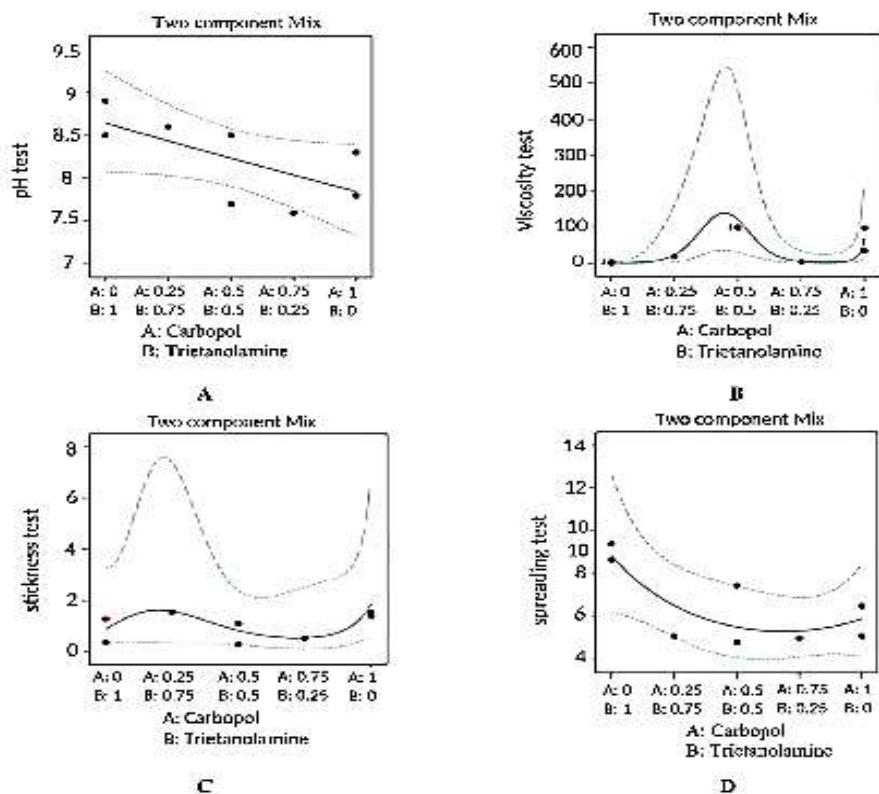 Two component Mix
9.5
9
8.5
8
7.5
7
pH test
A: 0 A: 0.25 A: 0.5 A: 0.75 A: 1
B: 1 B: 0.75 B: 0.5 B: 0.25 B: 0
A: Carbopol
B: Trietanolamine
A
Two component Mix
600
500
400
300
200
100
0
Viscosity test
A: 0 A: 0.25 A: 0.5 A: 0.75 A: 1
B: 1 B: 0.75 B: 0.5 B: 0.25 B: 0
A: Carbopol
B: Trietanolamine
B
Two component Mix
8
6
4
2
0
stickness test
A: 0 A: 0.25 A: 0.5 A: 0.75 A: 1
B: 1 B: 0.75 B: 0.5 B: 0.25 B: 0
A: Carbopol
B: Trietanolamine
C
Two component Mix
14
12
10
10
8
6
4
spreading test
A: 0 A: 0.25 A: 0.5 A: 0.75 A: 1
B: 1 B: 0.75 B: 0.5 B: 0.25 B: 0
A: Carbopol
B: Trietanolamine
D